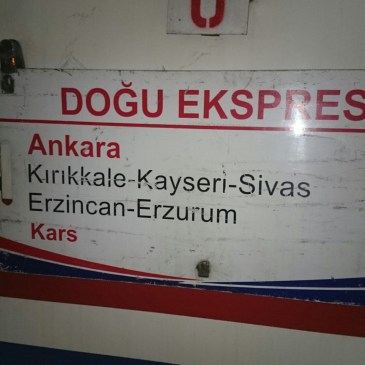 DOĞU EKSPRES
Ankara
Kırıkkale-Kayseri-Sivas
Erzincan-Erzurum
Kars